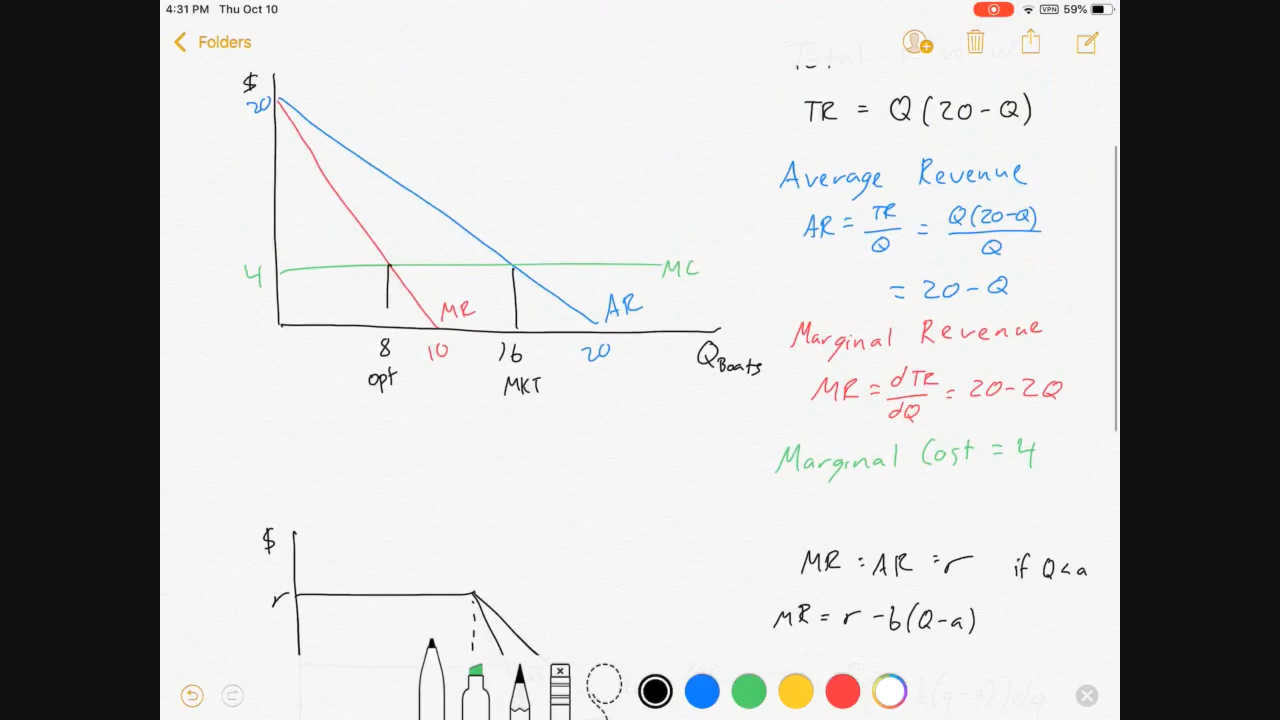 4:31 PM Thu Oct 10
VPN 59%
Folders
$
20
4
MC
MR
AR
8
10
16
20
Q Boats
opt
MKT
TR = Q(20-Q)
Average Revenue
AR = TR/Q = Q(20-Q)/Q
= 20-Q
Marginal Revenue
MR = dTR/dQ = 20-2Q
Marginal Cost = 4
$
r
MR = AR = r if Q<a
MR = r -b(Q-a)